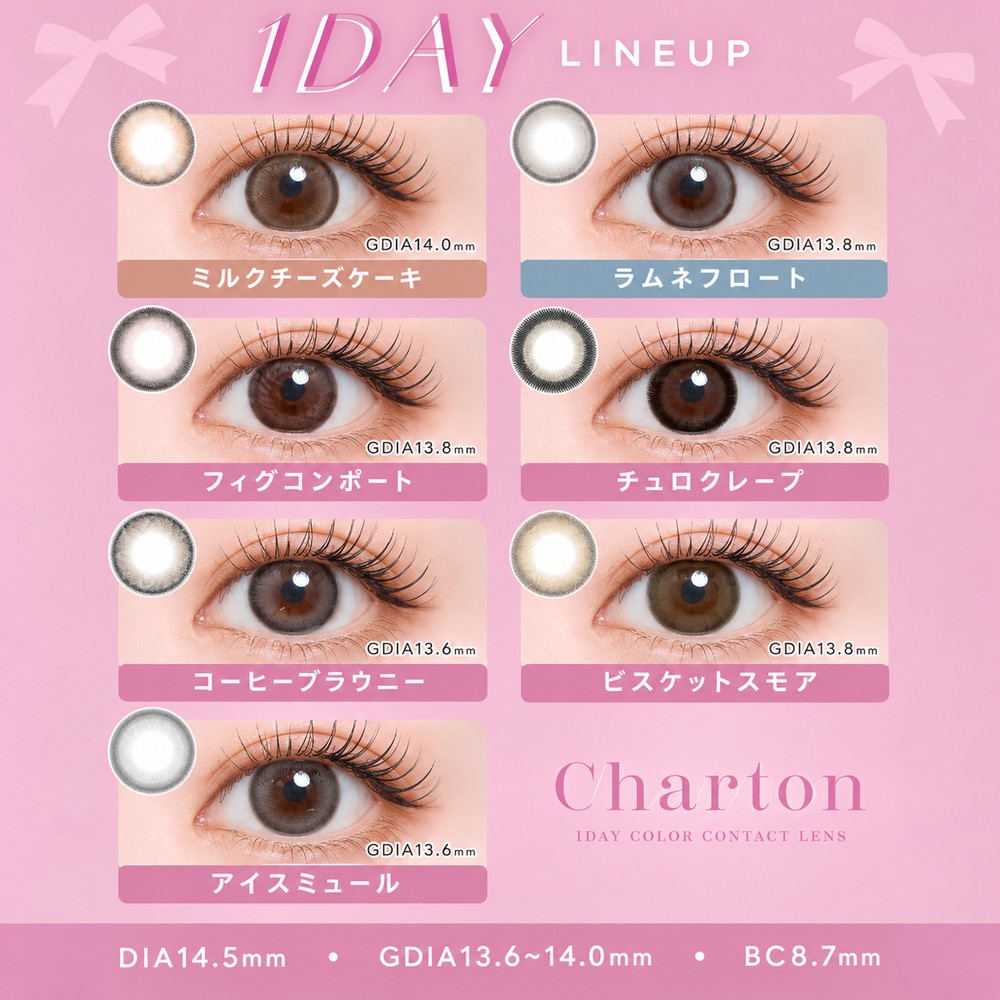 1DAY LINEUP
GDIA14.0mm
ミルクチーズケーキ
GDIA13.8mm
ラムネフロート
GDIA13.8mm
フィグコンポート
GDIA13.8mm
チュロクレープ
GDIA13.6mm
コーヒーブラウニー
GDIA13.8mm
ビスケットスモア
GDIA13.6mm
アイスミュール
Charton
1DAY COLOR CONTACT LENS
DIA14.5mm • GDIA13.6~14.0mm • BC8.7mm